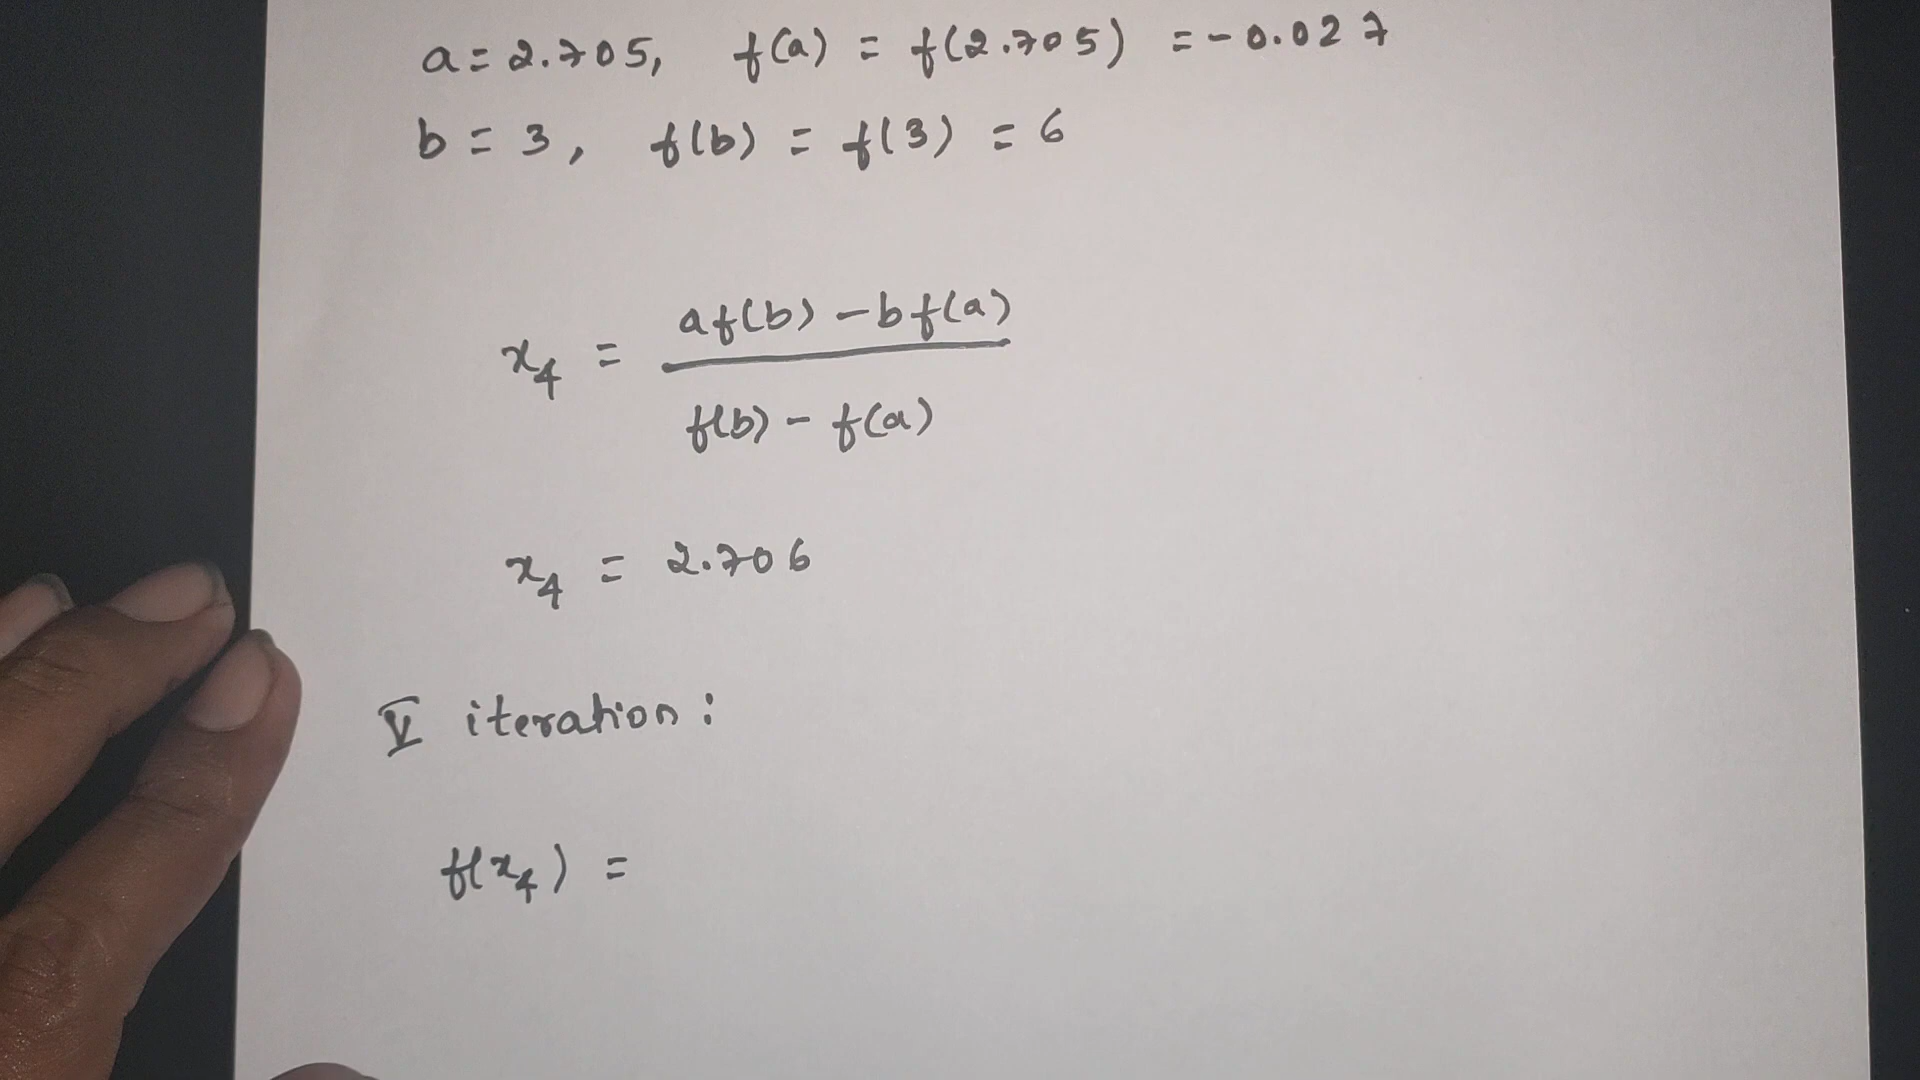 a = 2.705, f(a) = f(2.705) = -0.027
b = 3, f(b) = f(3) = 6
x₄ = af(b) - bf(a)
f(b) - f(a)
x₄ = 2.706
V iteration:
f(x₄) =